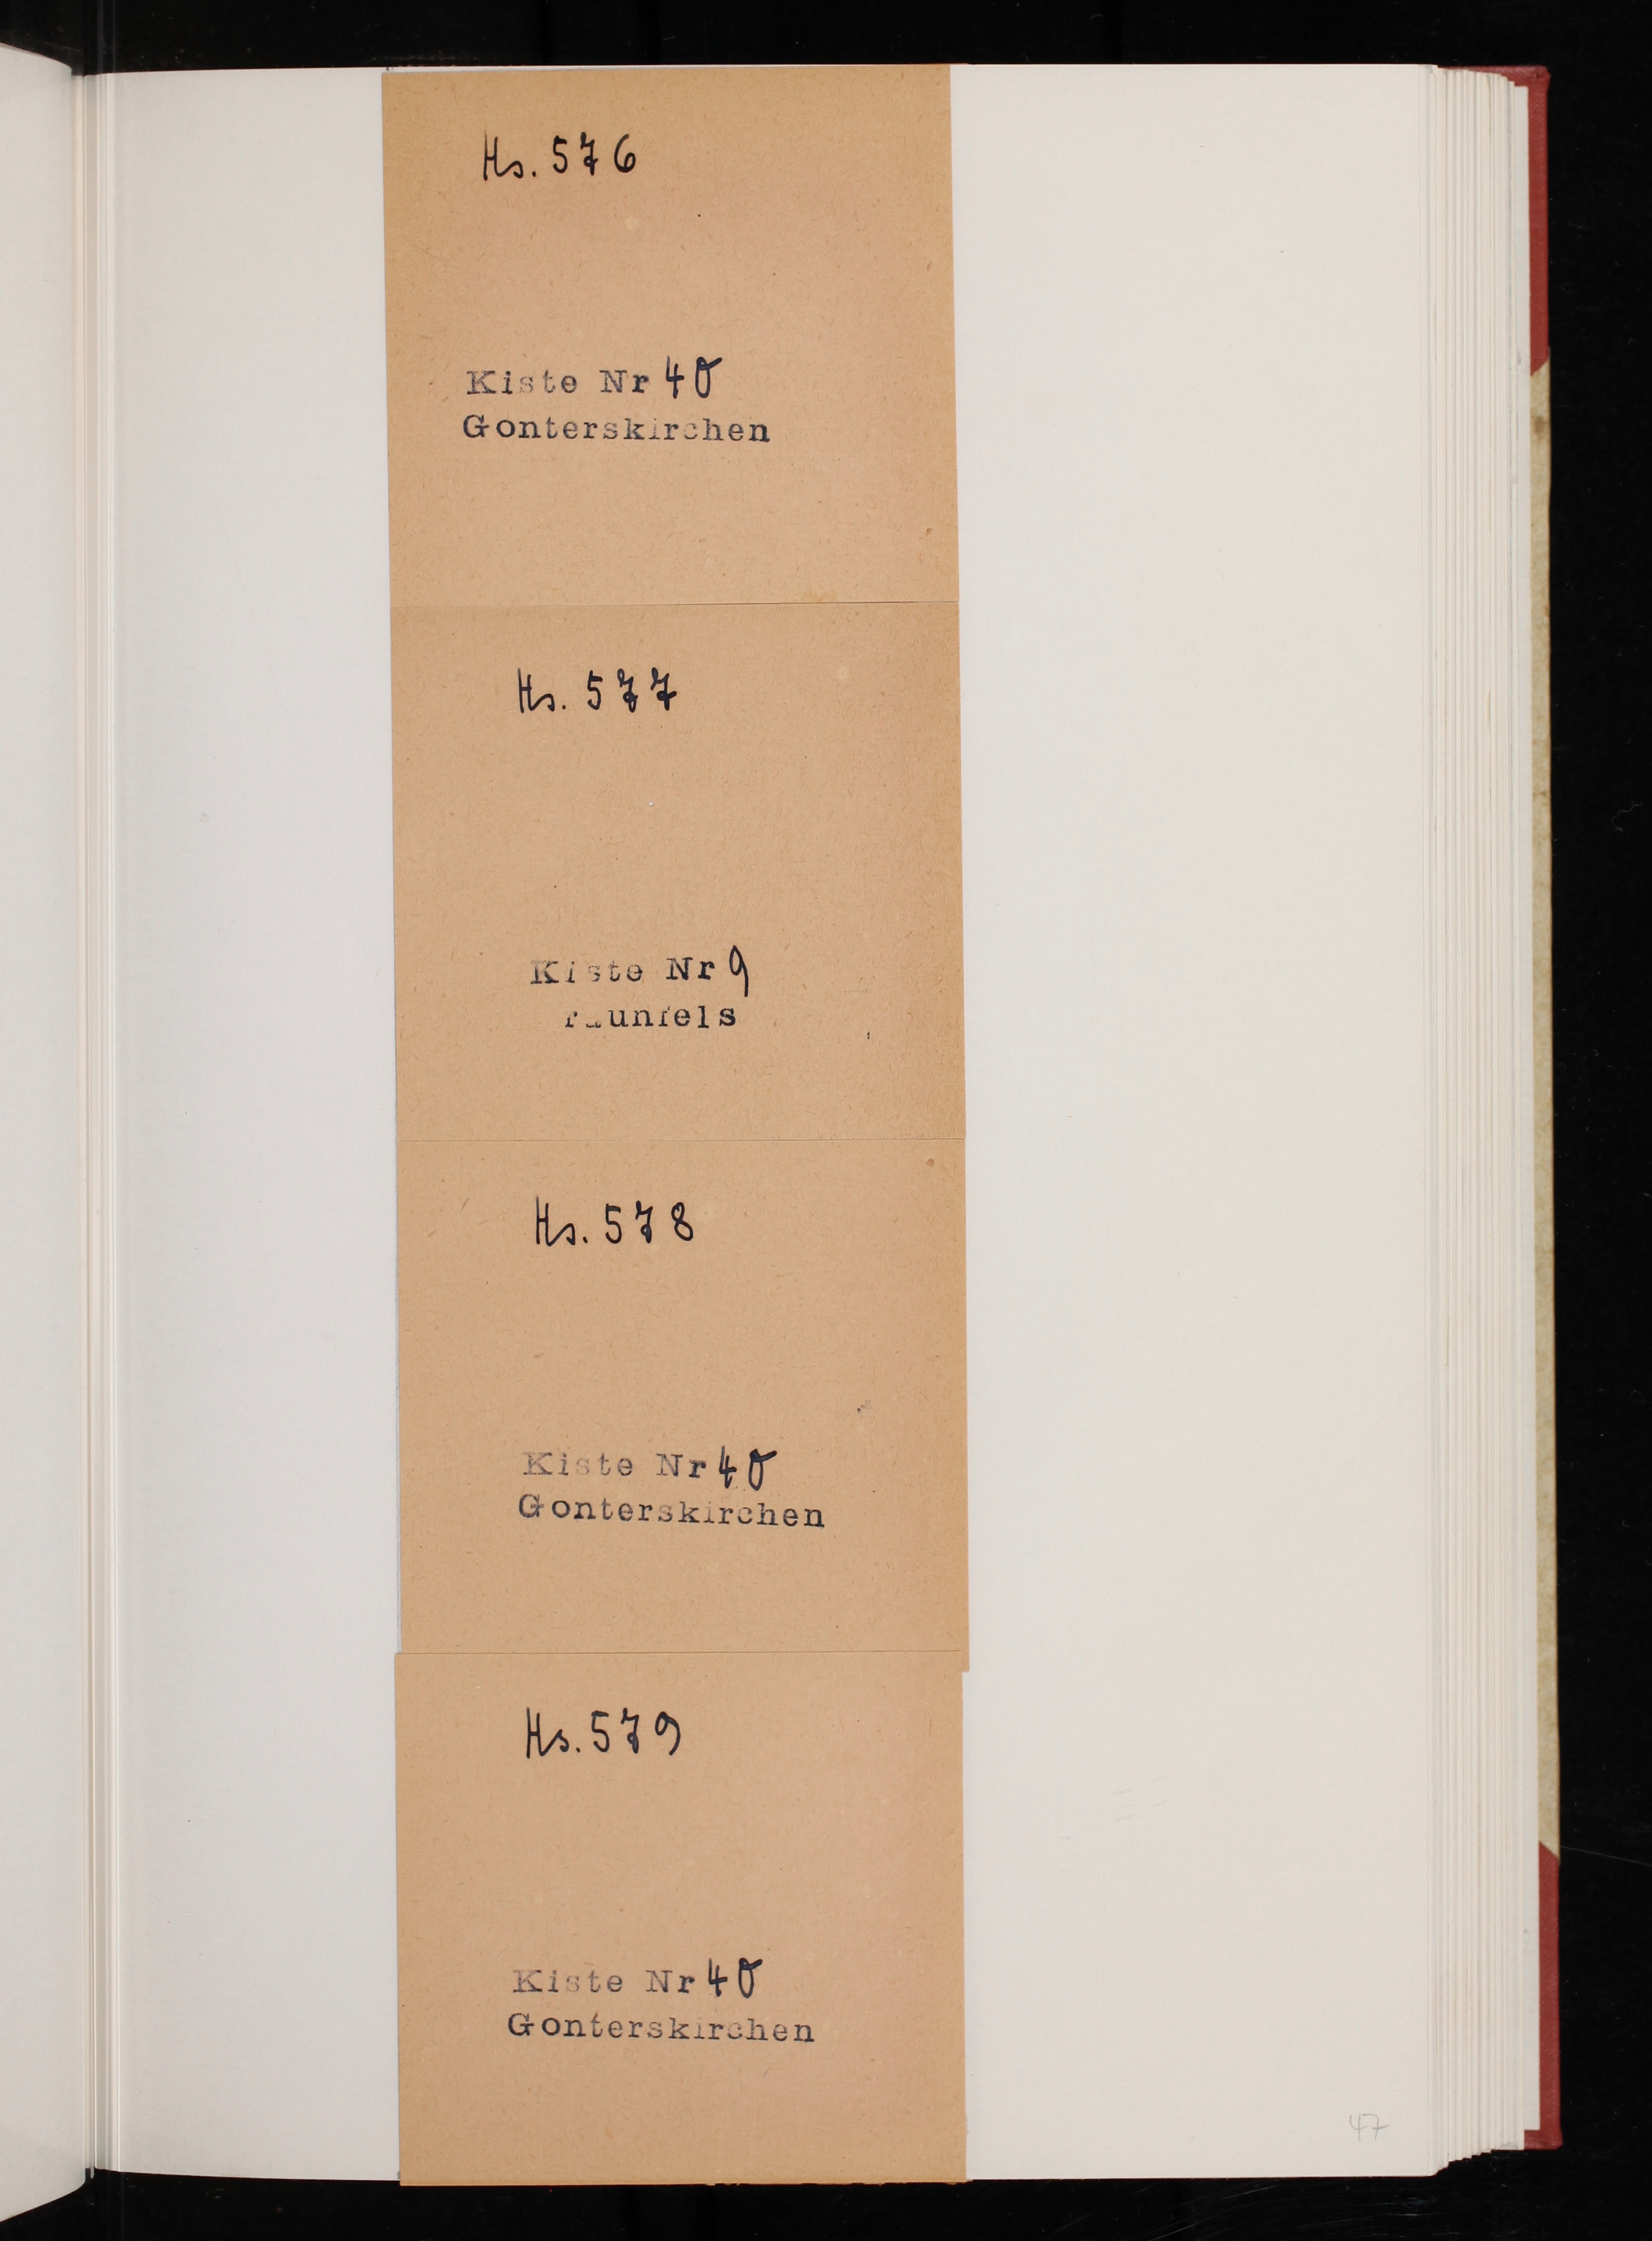 Hs. 576
Kiste Nr 40
Gonterskirchen
Hs. 577
Kiste Nr 9
Hs. 578
Kiste Nr 40
Gonterskirchen
Hs. 579
Kiste Nr 40
Gonterskirchen
47